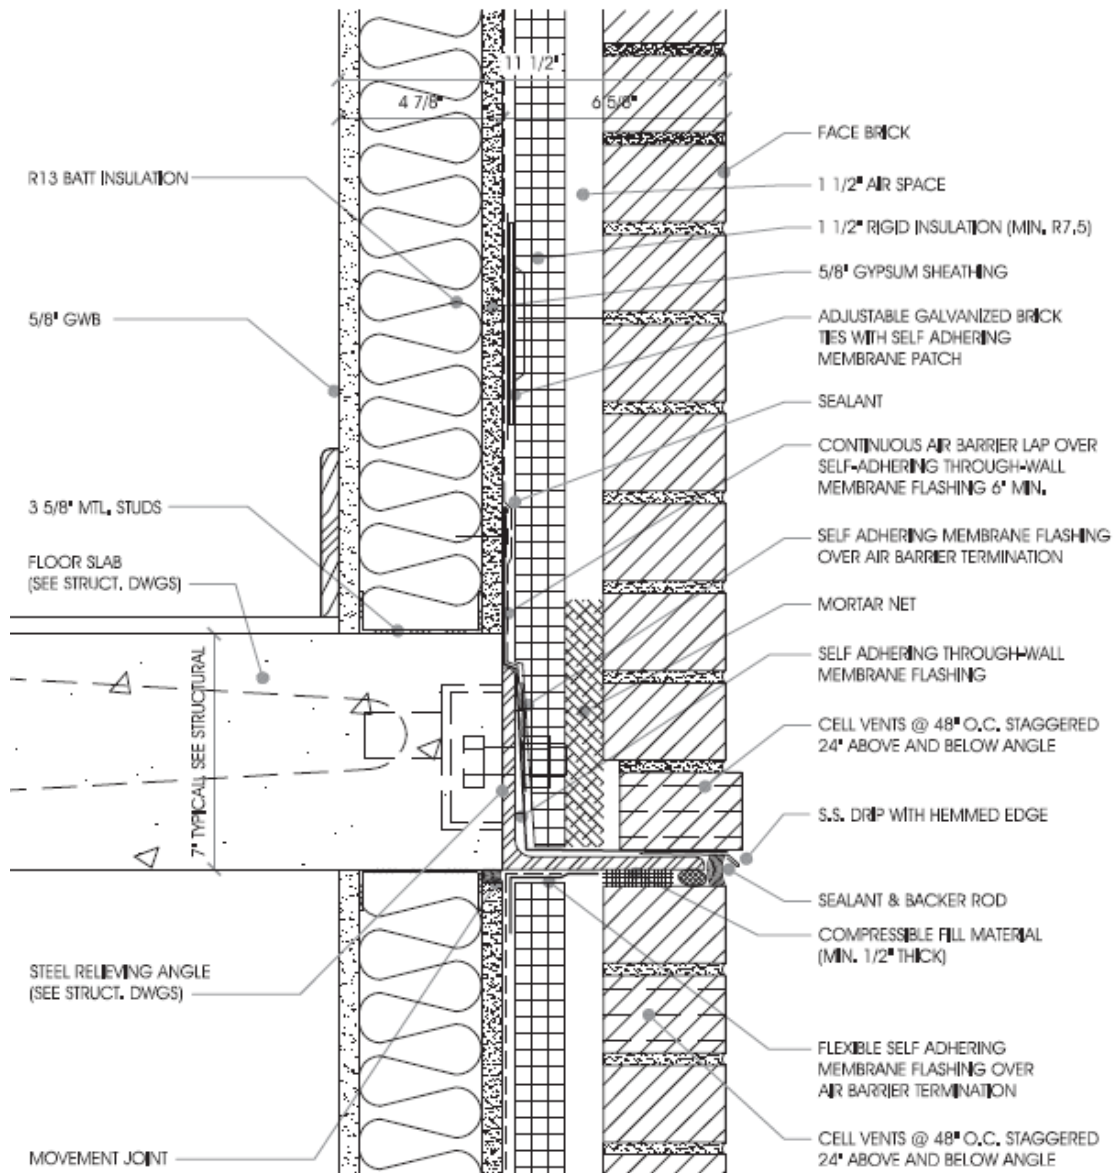 11 1/2"
4 7/8"
6 5/8"
R13 BATT INSULATION
5/8" GWB
3 5/8" MTL. STUDS
FLOOR SLAB
(SEE STRUCT. DWGS)
7" TYPICAL, SEE STRUCTURAL
STEEL RELIEVING ANGLE
(SEE STRUCT. DWGS)
MOVEMENT JOINT
FACE BRICK
1 1/2" AIR SPACE
1 1/2" RIGID INSULATION (MIN. R7.5)
5/8" GYPSUM SHEATHING
ADJUSTABLE GALVANIZED BRICK
TIES WITH SELF ADHERING
MEMBRANE PATCH
SEALANT
CONTINUOUS AIR BARRIER LAP OVER
SELF-ADHERING THROUGH-WALL
MEMBRANE FLASHING 6" MIN.
SELF ADHERING MEMBRANE FLASHING
OVER AIR BARRIER TERMINATION
MORTAR NET
SELF ADHERING THROUGH-WALL
MEMBRANE FLASHING
CELL VENTS @ 48" O.C. STAGGERED
24" ABOVE AND BELOW ANGLE
S.S. DRIP WITH HEMMED EDGE
SEALANT & BACKER ROD
COMPRESSIBLE FILL MATERIAL
(MIN. 1/2" THICK)
FLEXIBLE SELF ADHERING
MEMBRANE FLASHING OVER
AIR BARRIER TERMINATION
CELL VENTS @ 48" O.C. STAGGERED
24" ABOVE AND BELOW ANGLE